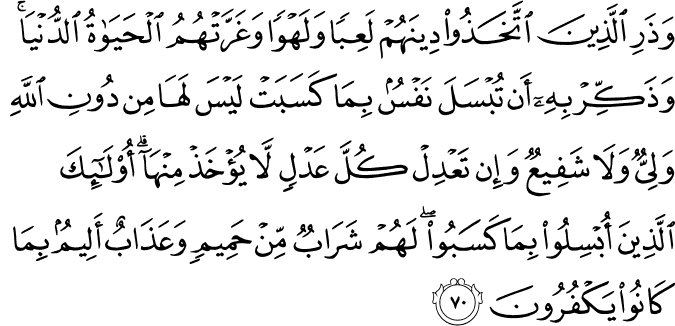 وَذَرِ ٱلَّذِينَ ٱتَّخَذُوا۟ دِينَهُمْ لَعِبًا وَلَهْوًا وَغَرَّتْهُمُ ٱلْحَيَوٰةُ ٱلدُّنْيَا ۚ
وَذَكِّرْ بِهِۦٓ أَن تُبْسَلَ نَفْسٌۢ بِمَا كَسَبَتْ لَيْسَ لَهَا مِن دُونِ ٱللَّهِ
وَلِىٌّ وَلَا شَفِيعٌ وَإِن تَعْدِلْ كُلَّ عَدْلٍ لَّا يُؤْخَذْ مِنْهَآ ۗ أُو۟لَـٰٓئِكَ
ٱلَّذِينَ أُبْسِلُوا۟ بِمَا كَسَبُوا۟ ۖ لَهُمْ شَرَابٌ مِّنْ حَمِيمٍ وَعَذَابٌ أَلِيمٌۢ بِمَا
كَانُوا۟ يَكْفُرُونَ ٧٠